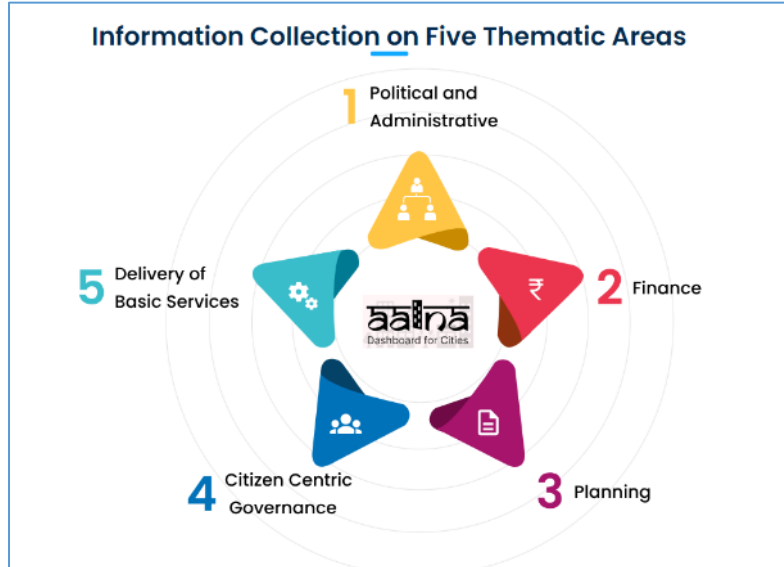 Information Collection on Five Thematic Areas
1 Political and
Administrative
2 Finance
₹
3 Planning
4 Citizen Centric
Governance
5 Delivery of
Basic Services
aaina
Dashboard for Cities